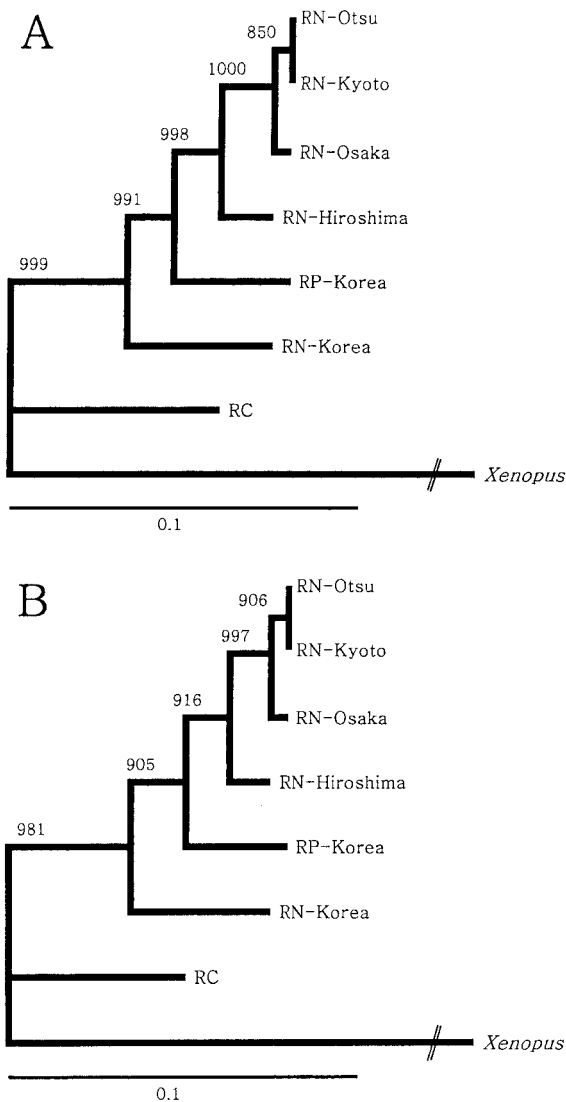 A
850
RN-Otsu
1000
RN-Kyoto
998
RN-Osaka
991
RN-Hiroshima
999
RP-Korea
RN-Korea
RC
Xenopus
0.1
B
906
RN-Otsu
997
RN-Kyoto
916
RN-Osaka
905
RN-Hiroshima
981
RP-Korea
RN-Korea
RC
Xenopus
0.1